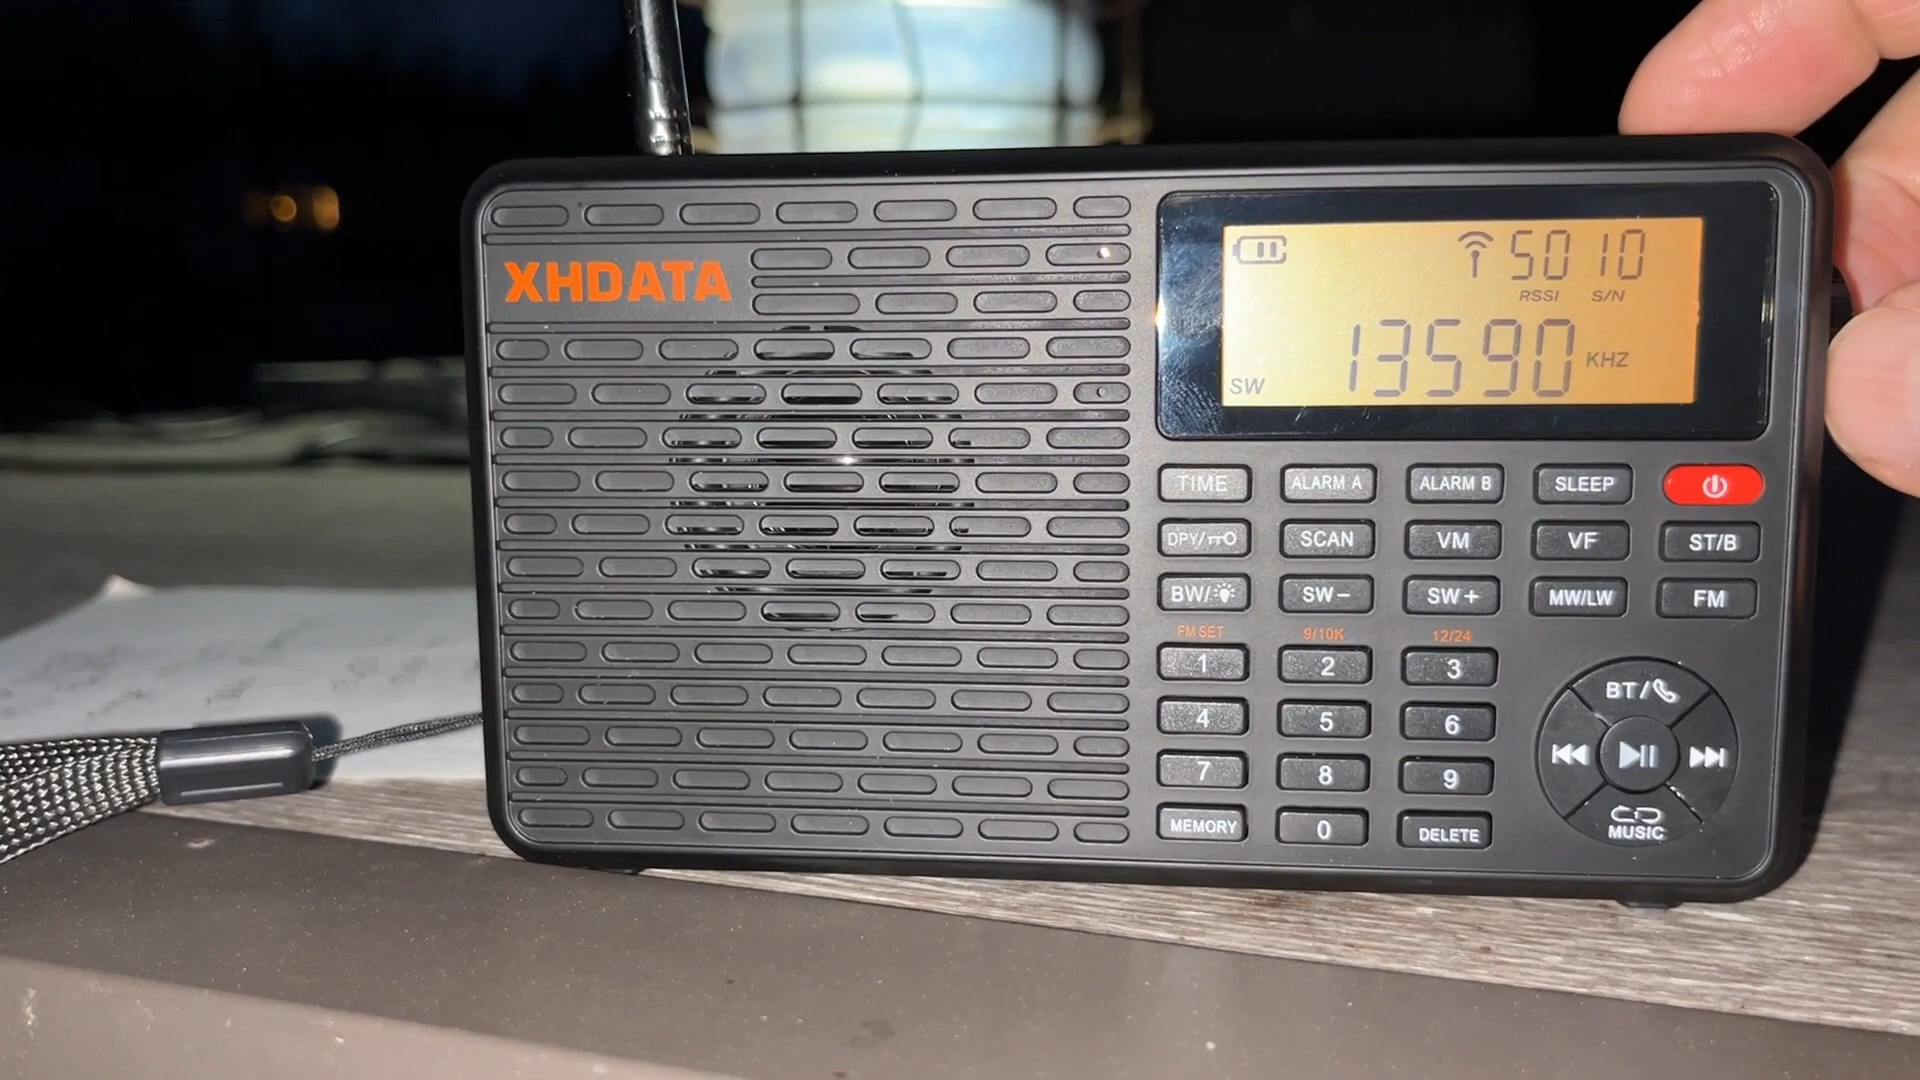 XHDATA
50 10
RSSI S/N
13590 KHZ
SW
TIME ALARM A ALARM B SLEEP
DPY/ SCAN VM VF ST/B
BW/ SW- SW+ MW/LW FM
FM SET 9/10K 12/24
1 2 3
BT/
4 5 6
7 8 9
MEMORY 0 DELETE
MUSIC